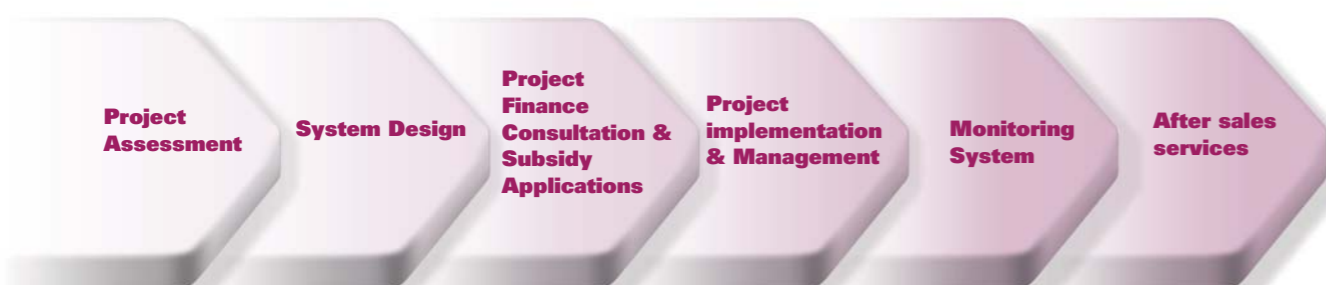 Project
Assessment
System Design
Project
Finance
Consultation &
Subsidy
Applications
Project
implementation
& Management
Monitoring
System
After sales
services